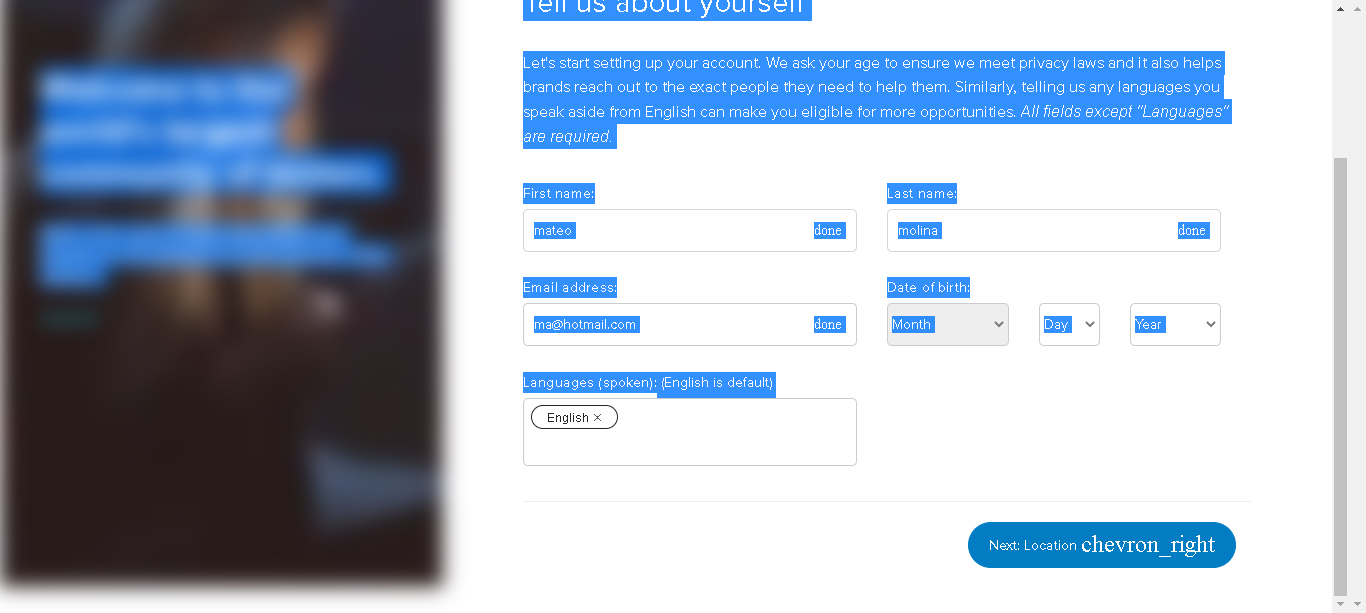 Tell us about yourself
Let's start setting up your account. We ask your age to ensure we meet privacy laws and it also helps
brands reach out to the exact people they need to help them. Similarly, telling us any languages you
speak aside from English can make you eligible for more opportunities. All fields except "Languages"
are required.
First name: Last name:
mateo done molina done
Email address: Date of birth:
ma@hotmail.com done Month Day Year
Languages (spoken): (English is default)
English ×
Next: Location chevron_right